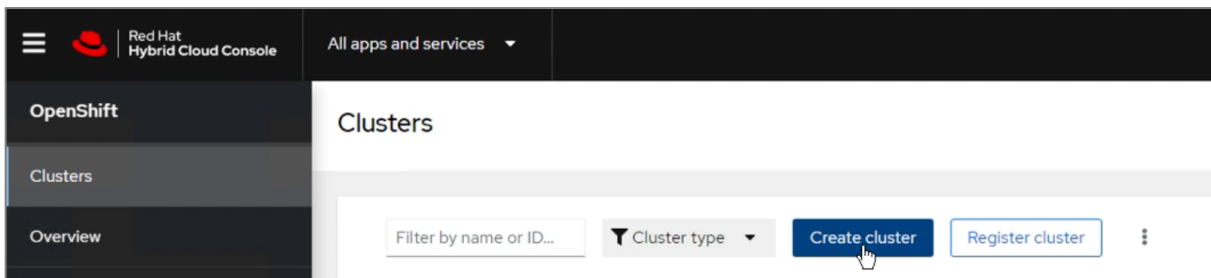 Red Hat
Hybrid Cloud Console
All apps and services
OpenShift
Clusters
Clusters
Overview
Filter by name or ID...
Cluster type
Create cluster
Register cluster